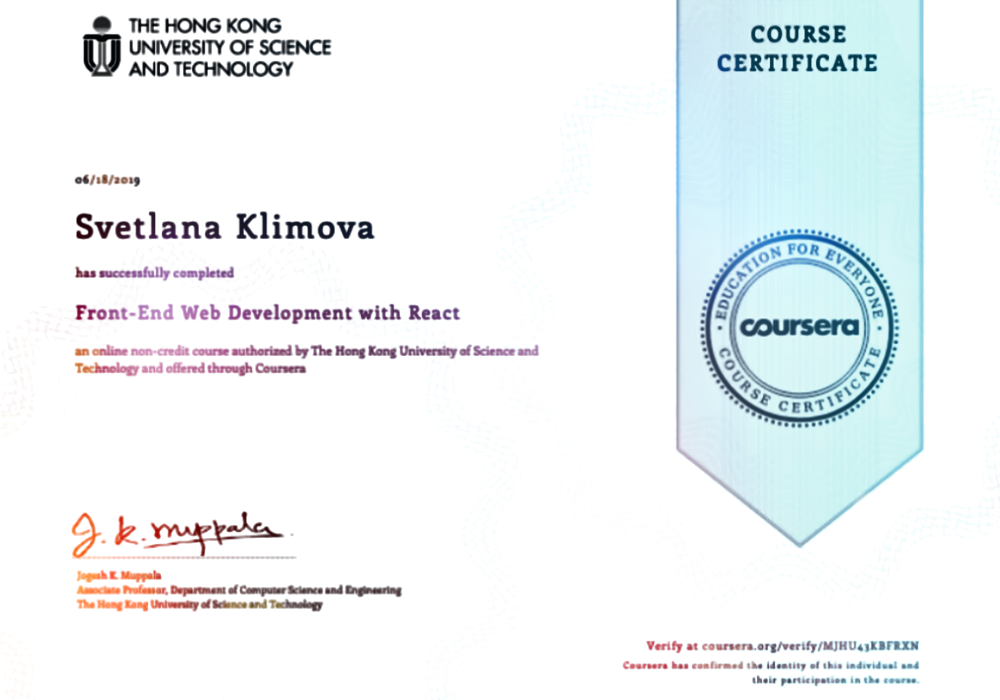 THE HONG KONG
UNIVERSITY OF SCIENCE
AND TECHNOLOGY
COURSE
CERTIFICATE
06/18/2019
Svetlana Klimova
has successfully completed
Front-End Web Development with React
an online non-credit course authorized by The Hong Kong University of Science and
Technology and offered through Coursera
EDUCATION FOR EVERYONE
coursera
COURSE CERTIFICATE
J. K. Muppala
Jogesh K. Muppala
Associate Professor, Department of Computer Science and Engineering
The Hong Kong University of Science and Technology
Verify at coursera.org/verify/MJHU43KBFRXN
Coursera has confirmed the identity of this individual and
their participation in the course.